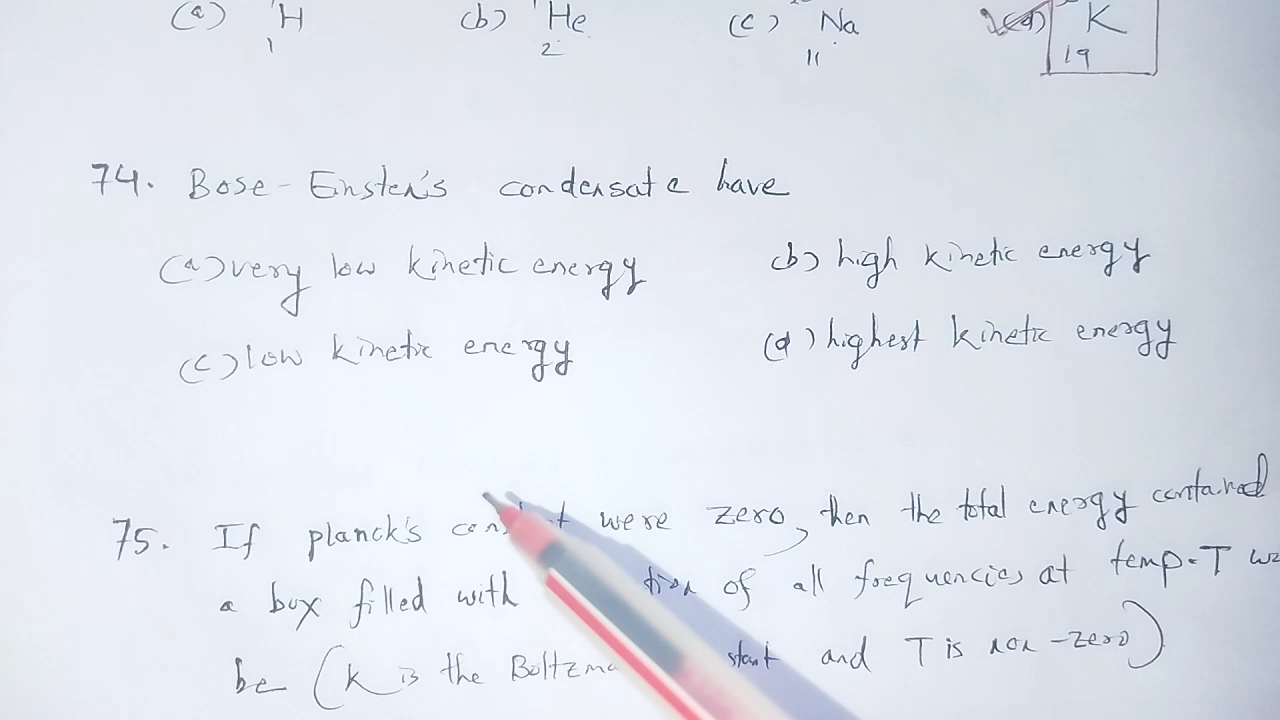 (a) H 1 (b) He 2 (c) Na 11 (d) K 19
74. Bose-Einsten's condensate have
(a) very low kinetic energy (b) high kinetic energy
(c) low kinetic energy (d) highest kinetic energy
75. If planck's were zero, then the total energy contained
a box filled with of all frequencies at temp. T
be (K is the and T is non-zero)